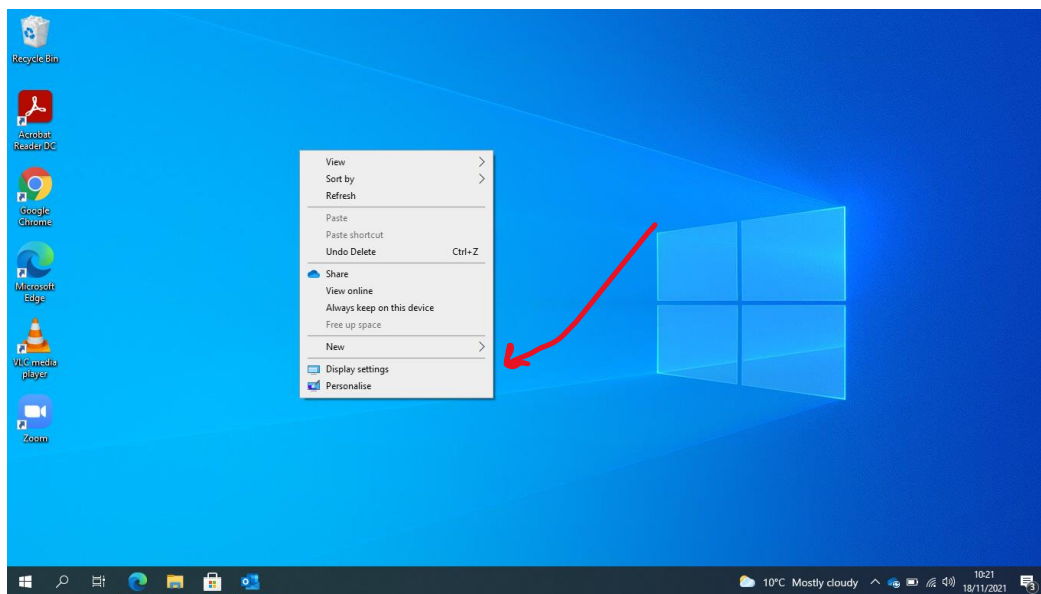 Recycle Bin
Acrobat
Reader DC
Google
Chrome
Microsoft
Edge
VLC media
player
Zoom
View
Sort by
Refresh
Paste
Paste shortcut
Undo Delete Ctrl+Z
Share
View online
Always keep on this device
Free up space
New
Display settings
Personalise
10°C Mostly cloudy
10:21
18/11/2021
3